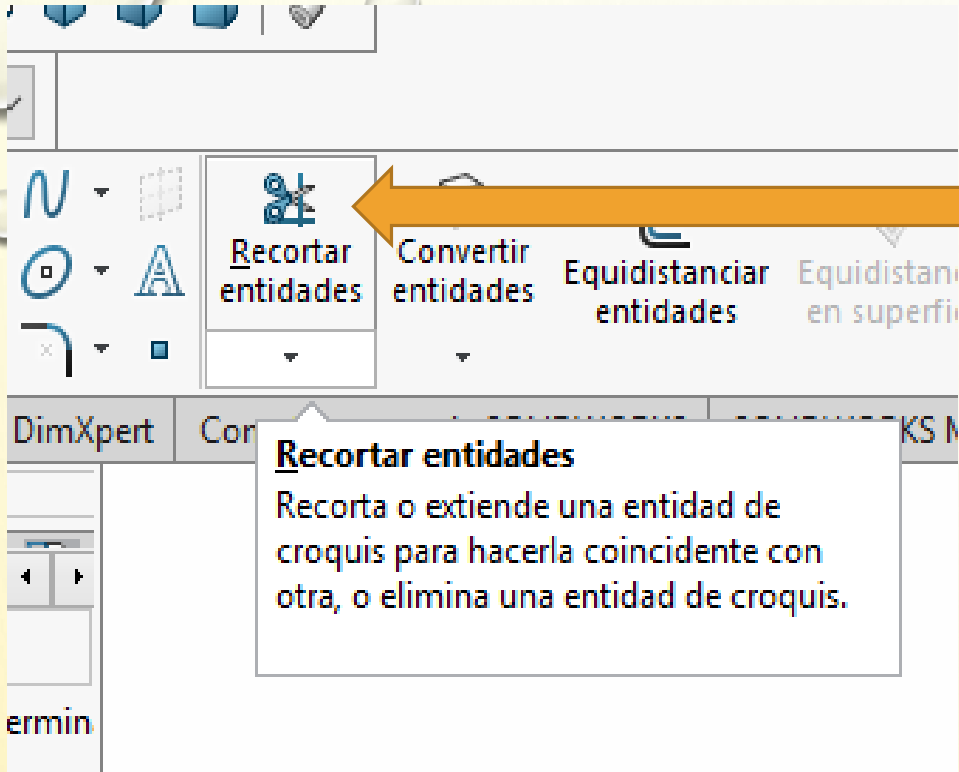 Recortar
entidades
Convertir
entidades
Equidistanciar
entidades
en
DimXpert
Recortar entidades
Recorta o extiende una entidad de
croquis para hacerla coincidente con
otra, o elimina una entidad de croquis.